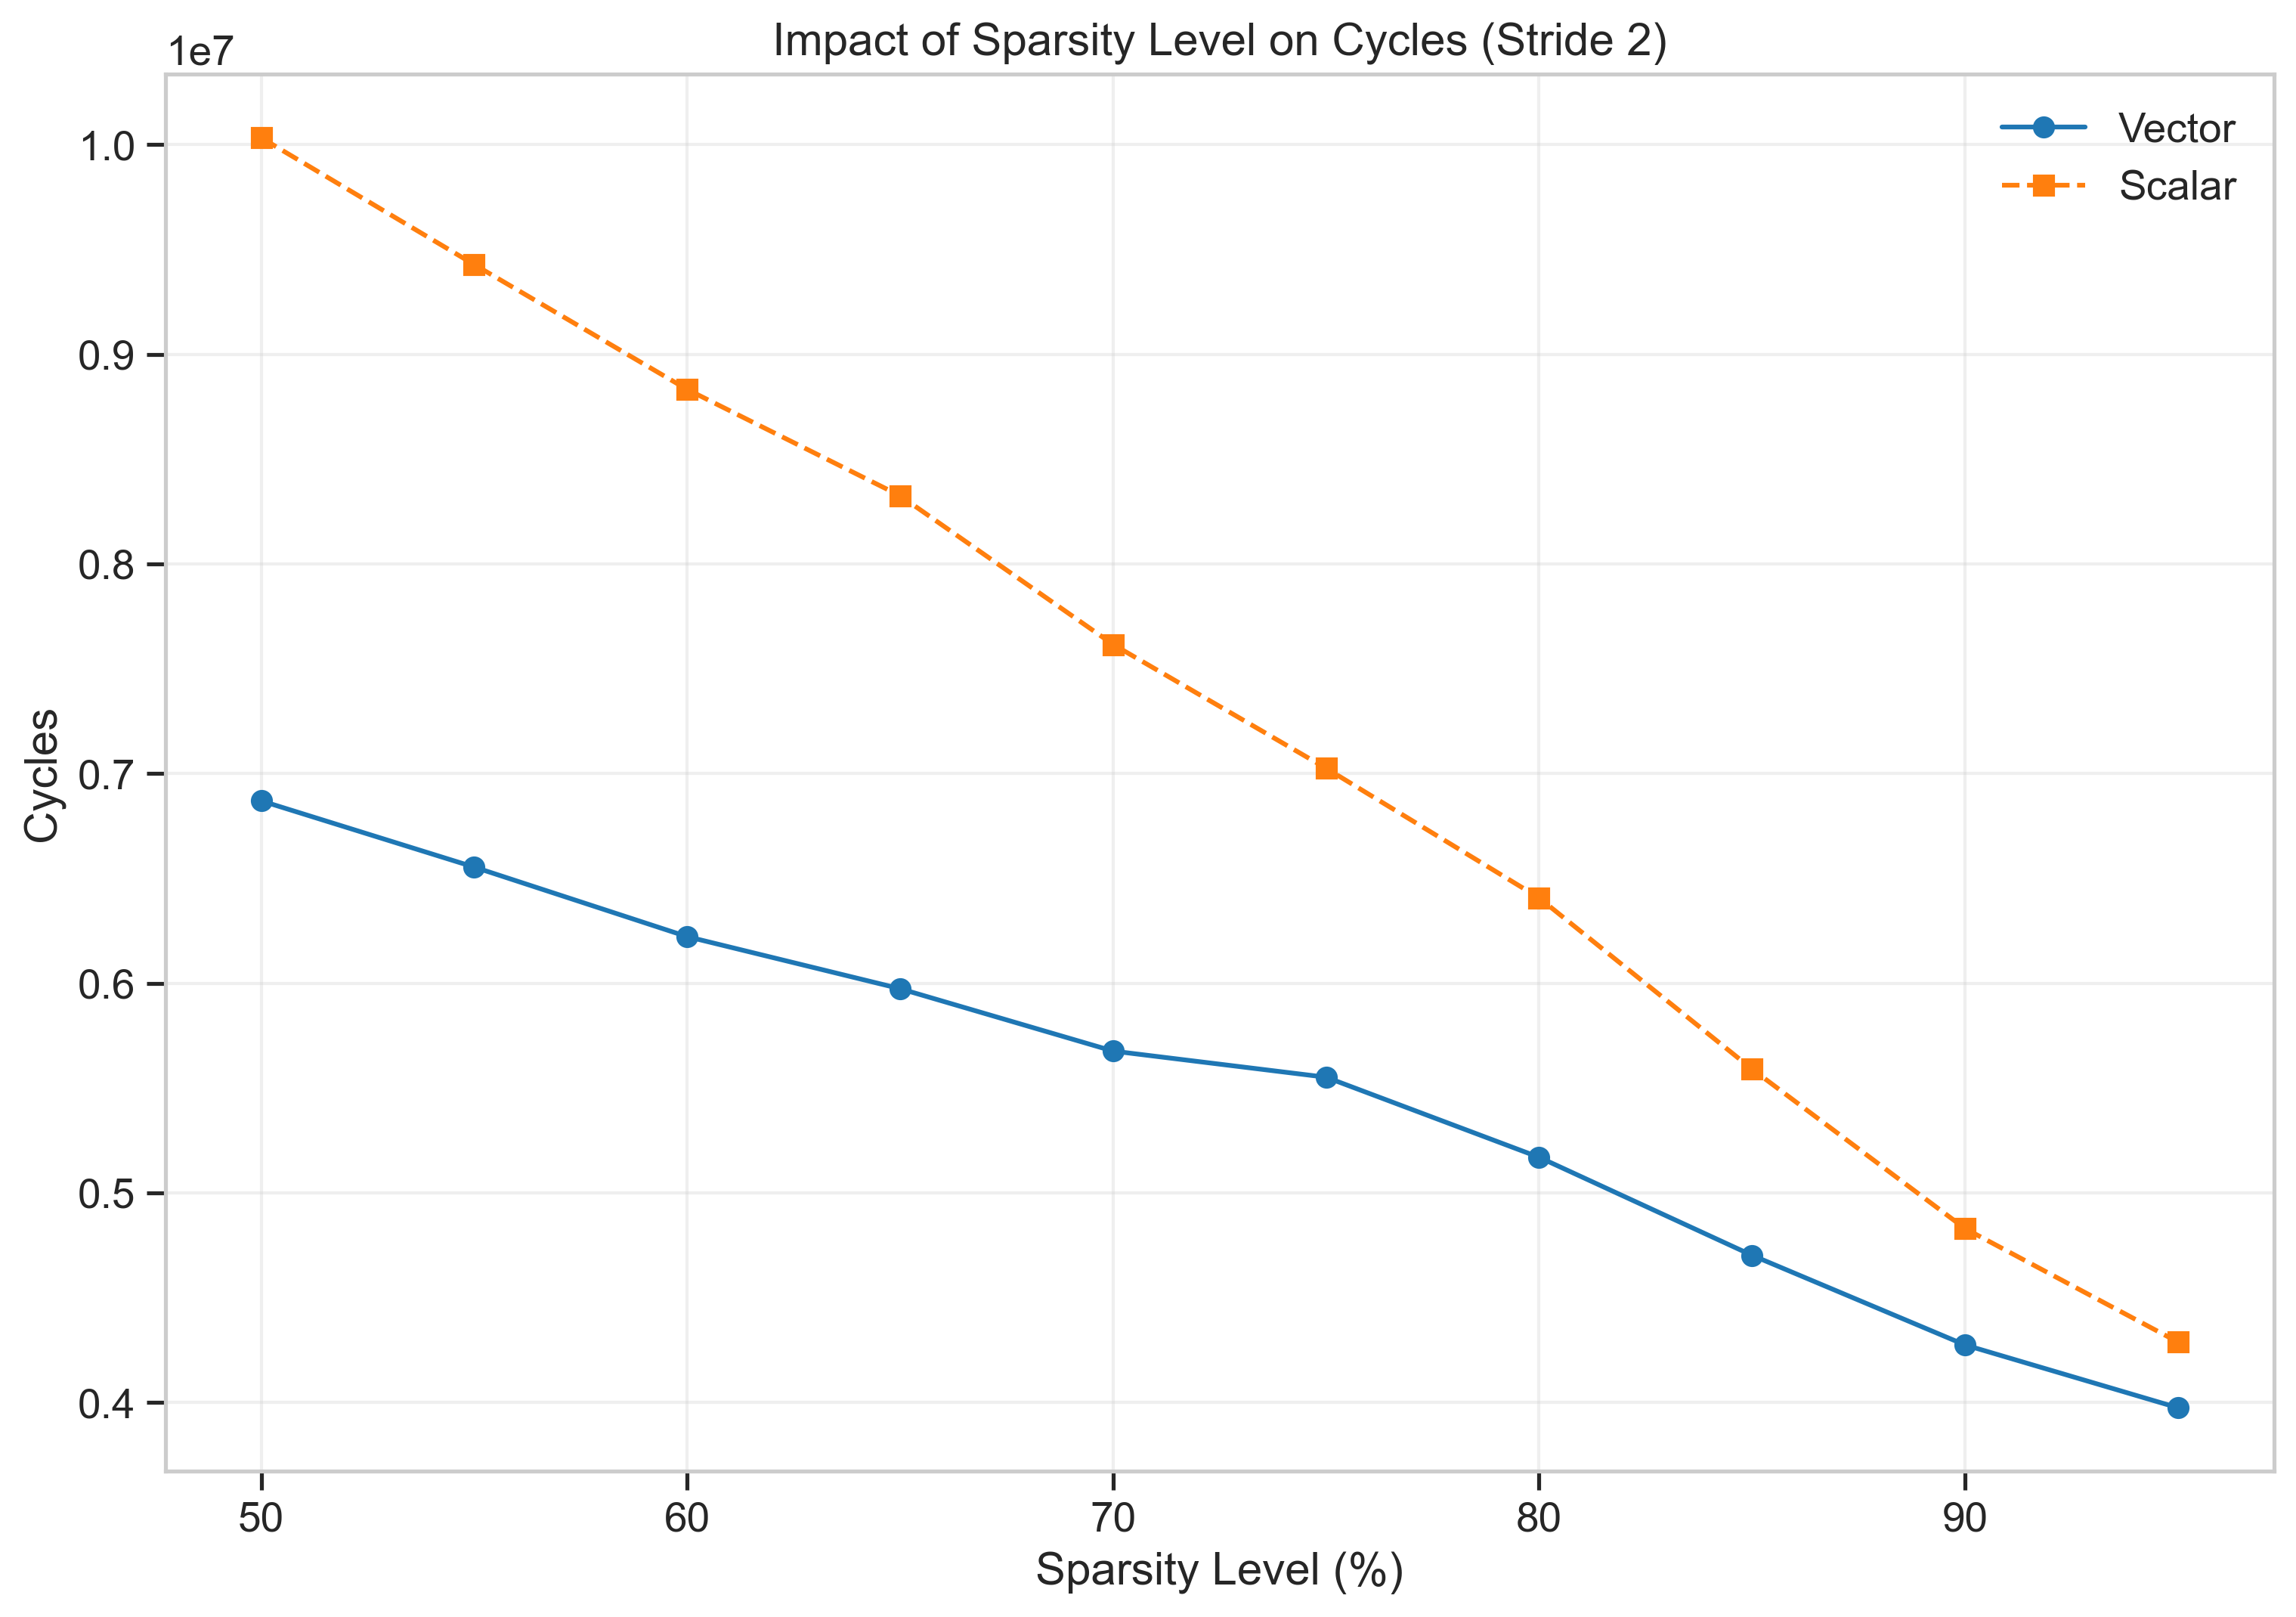 Impact of Sparsity Level on Cycles (Stride 2)
1e7
1.0
0.9
0.8
0.7
0.6
0.5
0.4
Cycles
Vector
Scalar
50 60 70 80 90
Sparsity Level (%)